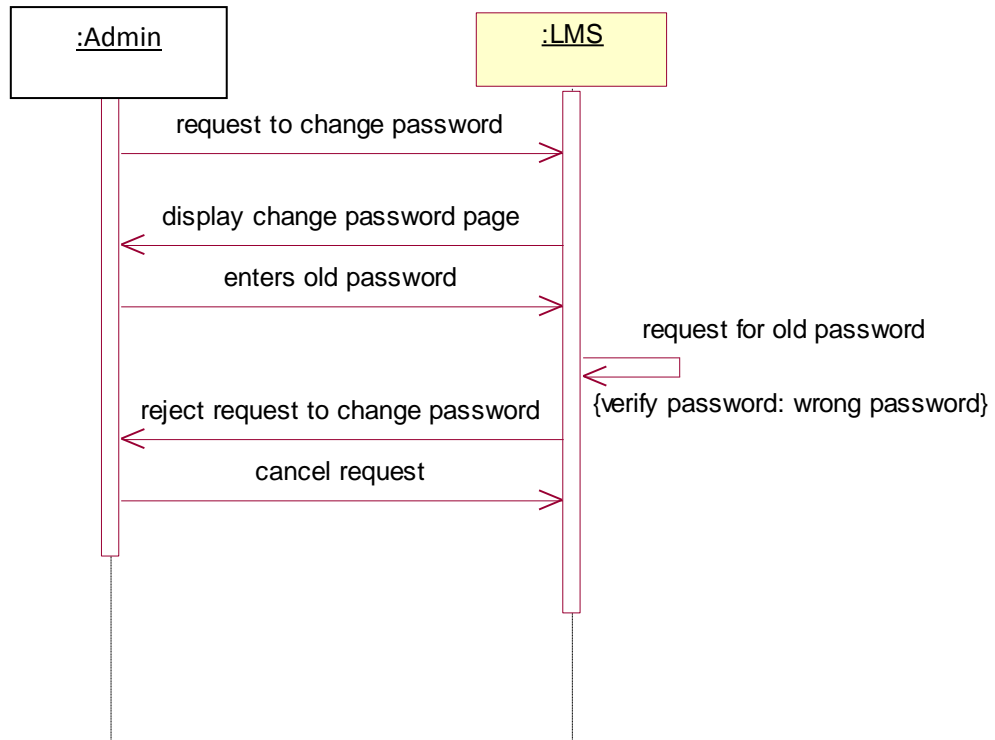 :Admin
:LMS
request to change password
display change password page
enters old password
request for old password
{verify password: wrong password}
reject request to change password
cancel request